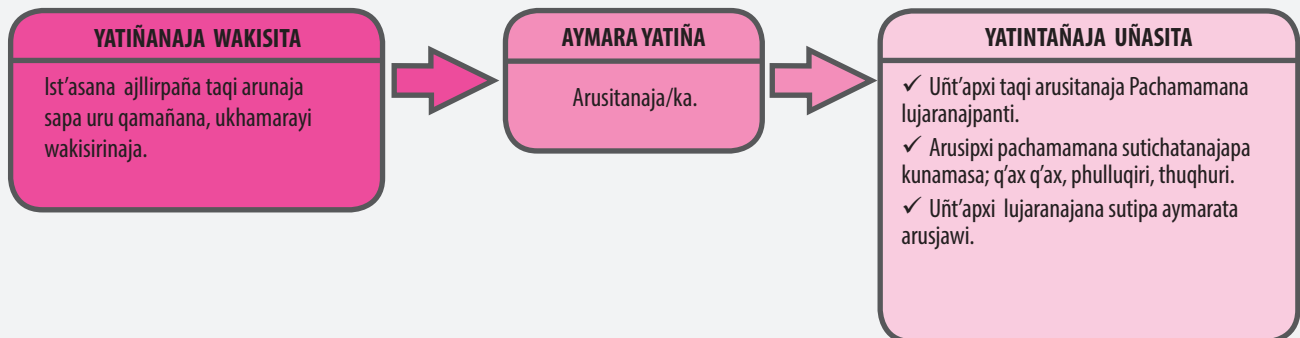 YATIÑANAJA WAKISITA
Ist'asana ajllirpaña taqi arunaja
sapa uru qamañana, ukhamarayi
wakisirinaja.
AYMARA YATIÑA
Arusitanaja/ka.
YATINTAÑAJA UÑASITA
✓ Uñt'apxi taqi arusitanaja Pachamamana
lujaranajpanti.
✓ Arusipxi pachamamana sutichatanajapa
kunamasa; q'ax q'ax, phulluqiri, thuqhuri.
✓ Uñt'apxi lujaranajana sutipa aymarata
arusjawi.